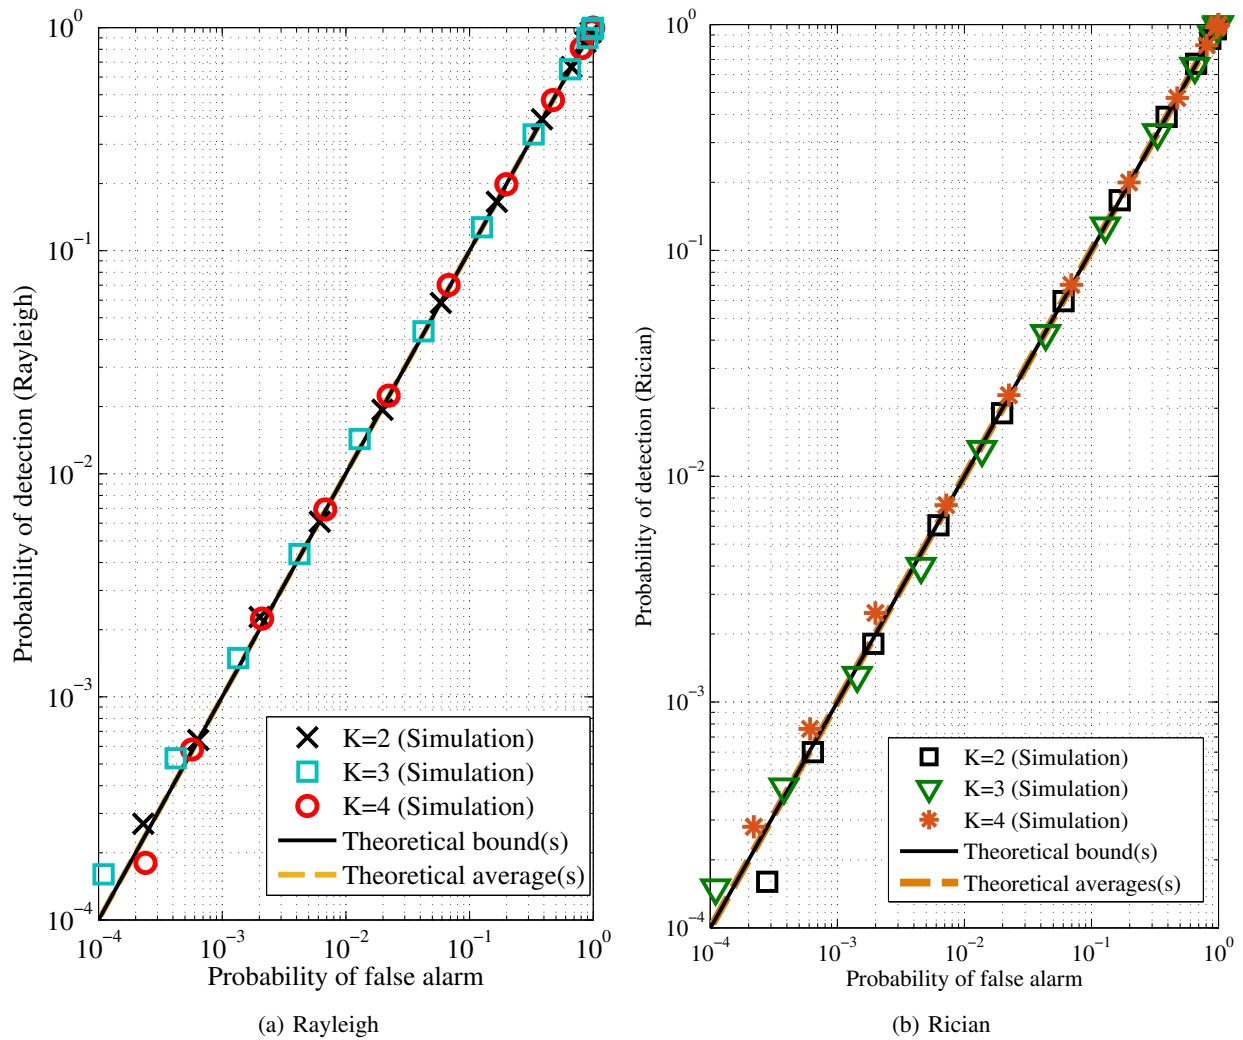 Probability of detection (Rayleigh)
10^0
10^−1
10^−2
10^−3
10^−4
K=2 (Simulation)
K=3 (Simulation)
K=4 (Simulation)
Theoretical bound(s)
Theoretical average(s)
10^−4 10^−3 10^−2 10^−1 10^0
Probability of false alarm
(a) Rayleigh
Probability of detection (Rician)
10^0
10^−1
10^−2
10^−3
10^−4
K=2 (Simulation)
K=3 (Simulation)
K=4 (Simulation)
Theoretical bound(s)
Theoretical averages(s)
10^−4 10^−3 10^−2 10^−1 10^0
Probability of false alarm
(b) Rician